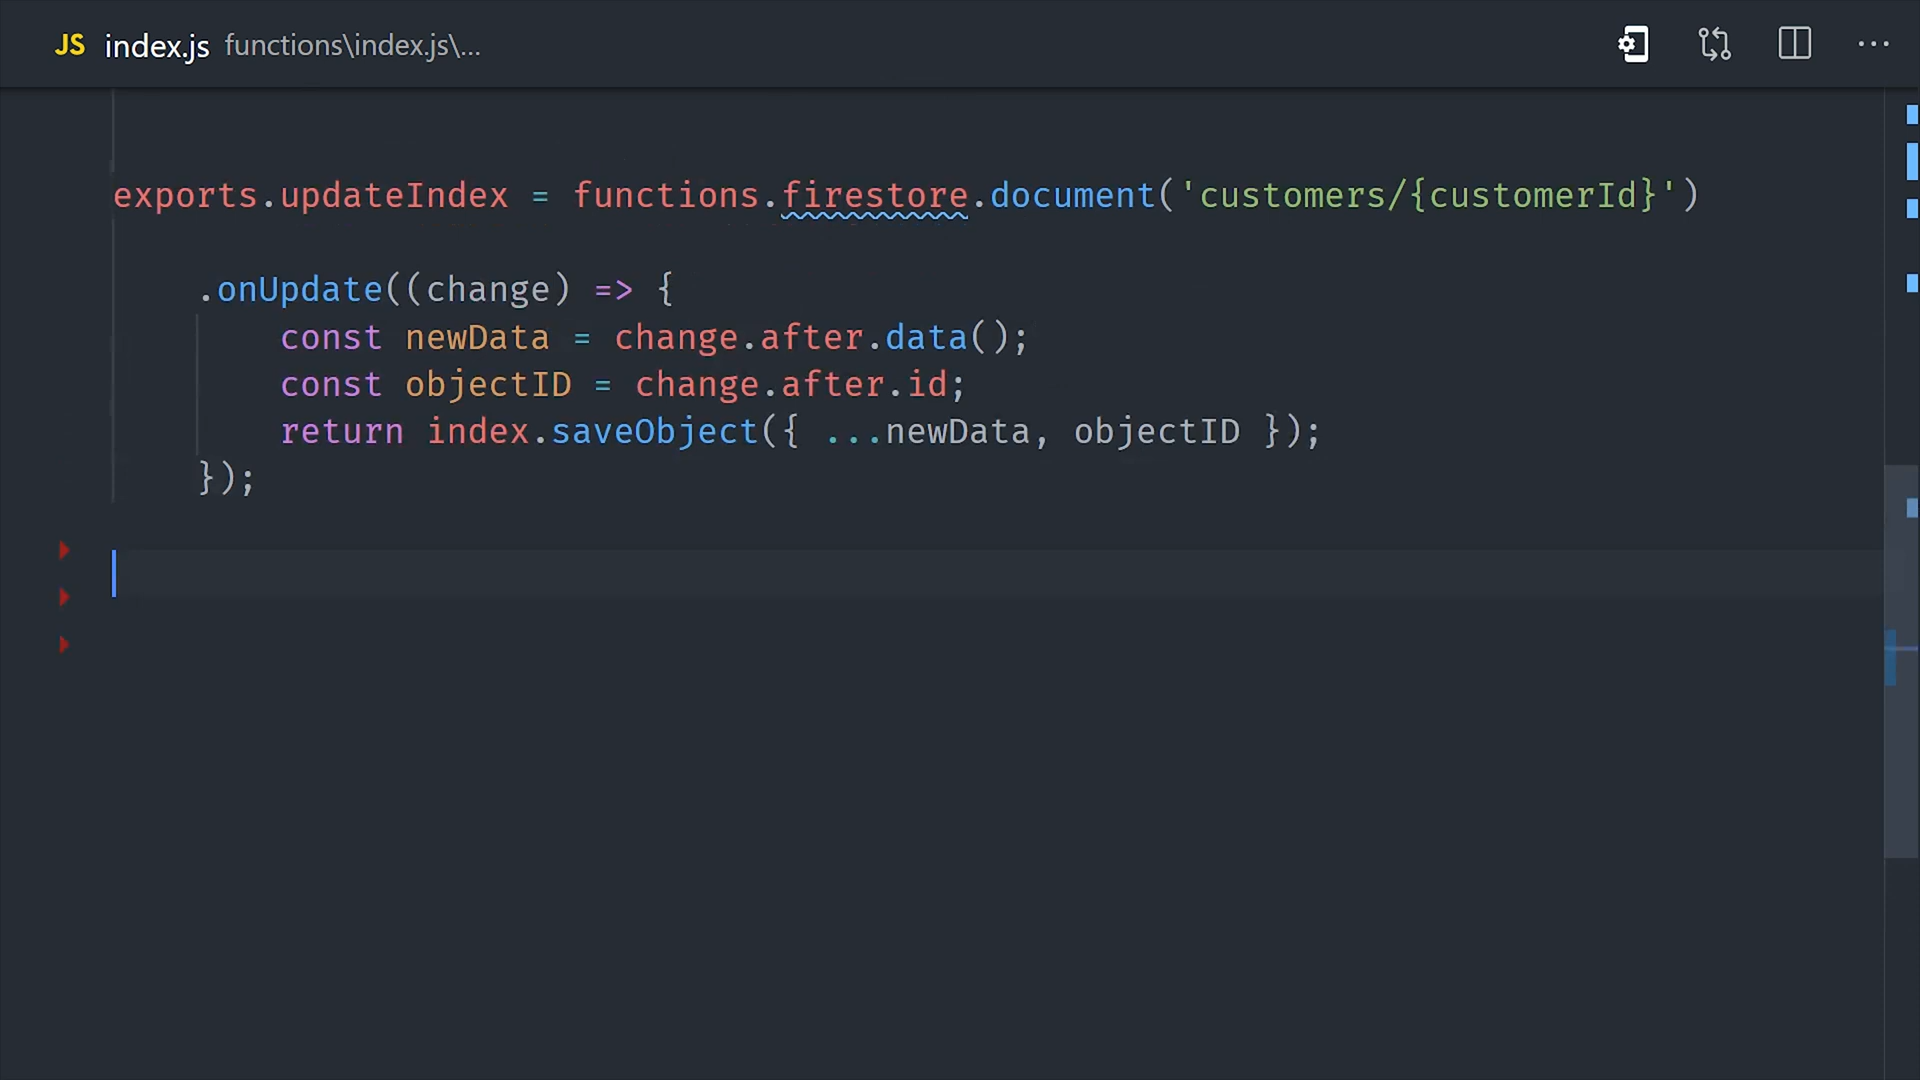 JS index.js functions\index.js\...
exports.updateIndex = functions.firestore.document('customers/{customerId}')
.onUpdate((change) => {
const newData = change.after.data();
const objectID = change.after.id;
return index.saveObject({ ...newData, objectID });
});